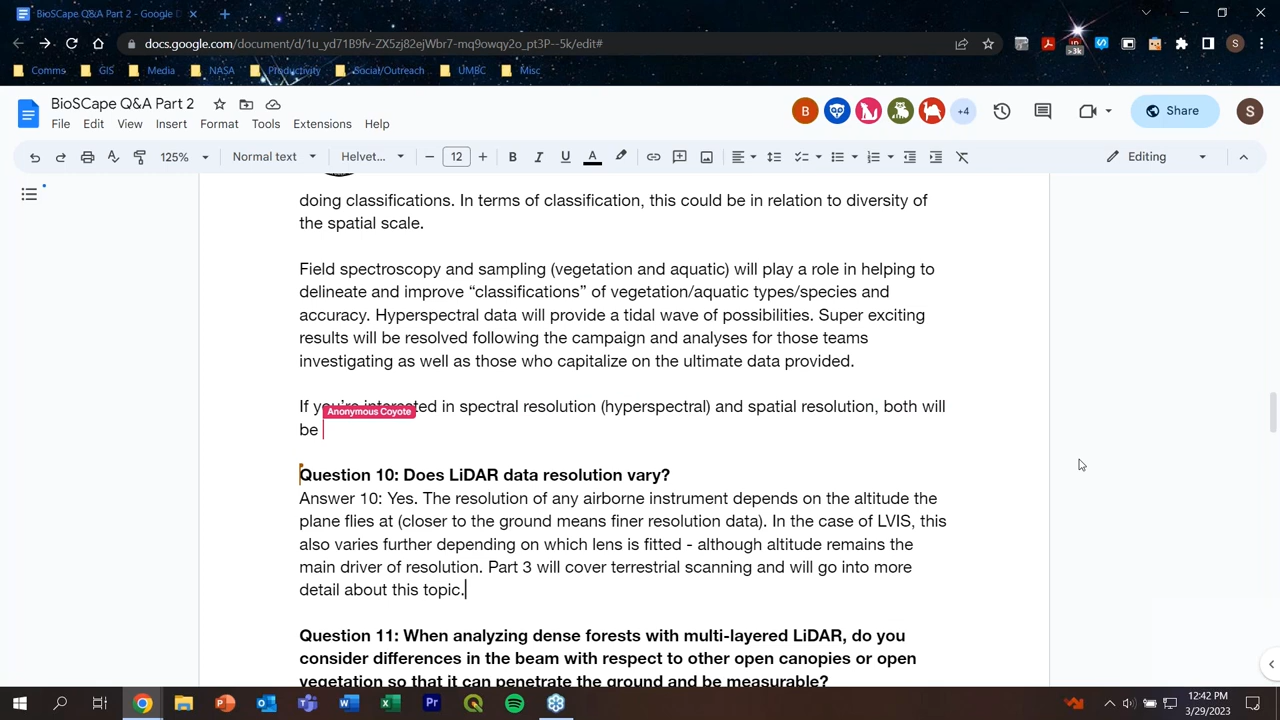 BioSCape Q&A Part 2 - Google D
docs.google.com/document/d/1u_yd71B9fv-ZX5zj82ejWbr7-mq9owqy2o_pt3P--5k/edit#
>3k
S
Comms
GIS
Media
NASA
Productivity
Social/Outreach
UMBC
Misc
BioSCape Q&A Part 2
B
+4
Share
S
File Edit View Insert Format Tools Extensions Help
125% Normal text Helvet... 12 B I U A Editing
doing classifications. In terms of classification, this could be in relation to diversity of
the spatial scale.
Field spectroscopy and sampling (vegetation and aquatic) will play a role in helping to
delineate and improve “classifications” of vegetation/aquatic types/species and
accuracy. Hyperspectral data will provide a tidal wave of possibilities. Super exciting
results will be resolved following the campaign and analyses for those teams
investigating as well as those who capitalize on the ultimate data provided.
If you’re interested in spectral resolution (hyperspectral) and spatial resolution, both will
Anonymous Coyote
be
Question 10: Does LiDAR data resolution vary?
Answer 10: Yes. The resolution of any airborne instrument depends on the altitude the
plane flies at (closer to the ground means finer resolution data). In the case of LVIS, this
also varies further depending on which lens is fitted - although altitude remains the
main driver of resolution. Part 3 will cover terrestrial scanning and will go into more
detail about this topic.
Question 11: When analyzing dense forests with multi-layered LiDAR, do you
consider differences in the beam with respect to other open canopies or open
vegetation so that it can penetrate the ground and be measurable?
12:42 PM
3/29/2023